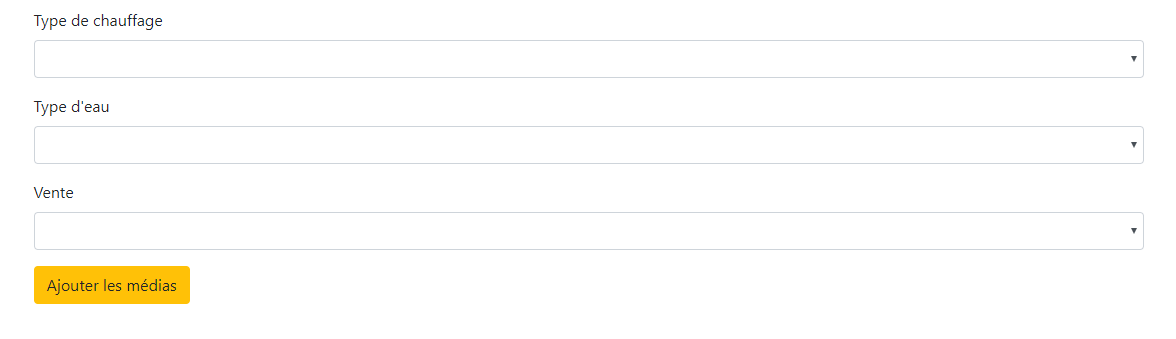 Type de chauffage
Type d'eau
Vente
Ajouter les médias